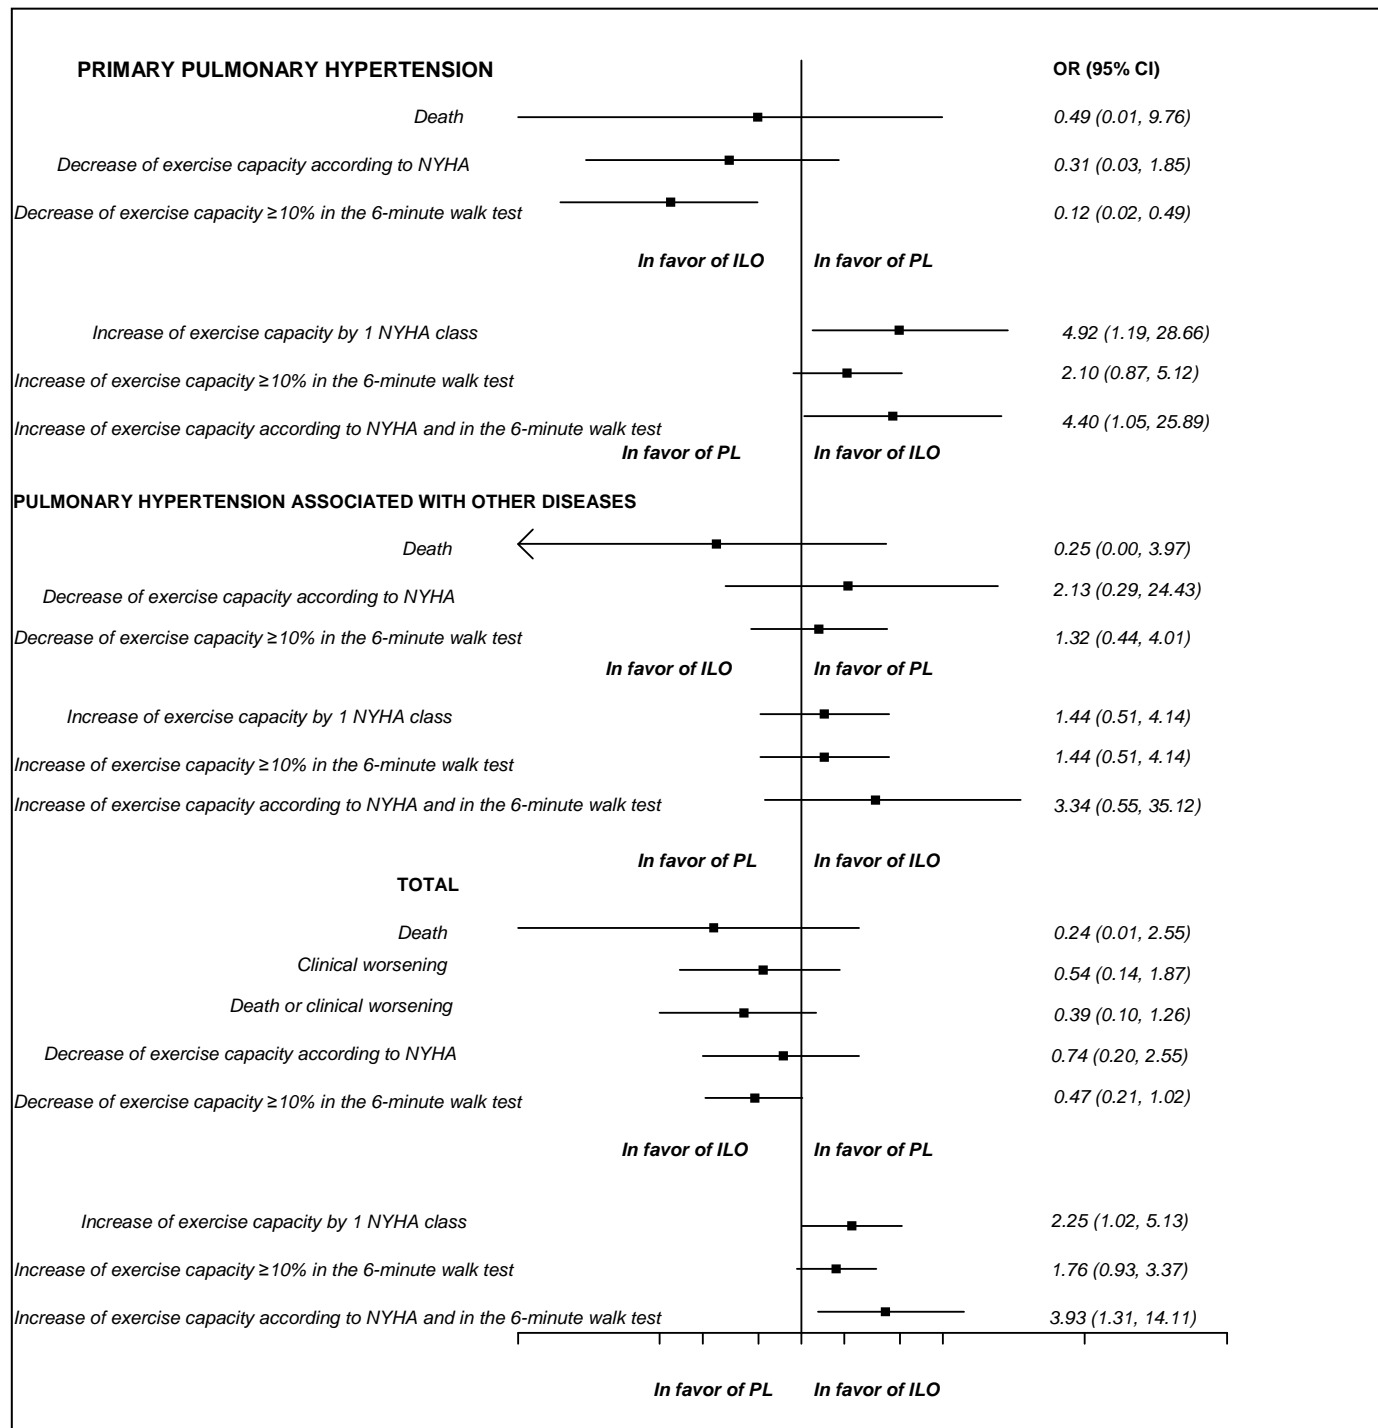 PRIMARY PULMONARY HYPERTENSION OR (95% CI)
Death 0.49 (0.01, 9.76)
Decrease of exercise capacity according to NYHA 0.31 (0.03, 1.85)
Decrease of exercise capacity ≥10% in the 6-minute walk test 0.12 (0.02, 0.49)
In favor of ILO In favor of PL
Increase of exercise capacity by 1 NYHA class 4.92 (1.19, 28.66)
Increase of exercise capacity ≥10% in the 6-minute walk test 2.10 (0.87, 5.12)
Increase of exercise capacity according to NYHA and in the 6-minute walk test 4.40 (1.05, 25.89)
In favor of PL In favor of ILO
PULMONARY HYPERTENSION ASSOCIATED WITH OTHER DISEASES
Death 0.25 (0.00, 3.97)
Decrease of exercise capacity according to NYHA 2.13 (0.29, 24.43)
Decrease of exercise capacity ≥10% in the 6-minute walk test 1.32 (0.44, 4.01)
In favor of ILO In favor of PL
Increase of exercise capacity by 1 NYHA class 1.44 (0.51, 4.14)
Increase of exercise capacity ≥10% in the 6-minute walk test 1.44 (0.51, 4.14)
Increase of exercise capacity according to NYHA and in the 6-minute walk test 3.34 (0.55, 35.12)
In favor of PL In favor of ILO
TOTAL
Death 0.24 (0.01, 2.55)
Clinical worsening 0.54 (0.14, 1.87)
Death or clinical worsening 0.39 (0.10, 1.26)
Decrease of exercise capacity according to NYHA 0.74 (0.20, 2.55)
Decrease of exercise capacity ≥10% in the 6-minute walk test 0.47 (0.21, 1.02)
In favor of ILO In favor of PL
Increase of exercise capacity by 1 NYHA class 2.25 (1.02, 5.13)
Increase of exercise capacity ≥10% in the 6-minute walk test 1.76 (0.93, 3.37)
Increase of exercise capacity according to NYHA and in the 6-minute walk test 3.93 (1.31, 14.11)
In favor of PL In favor of ILO